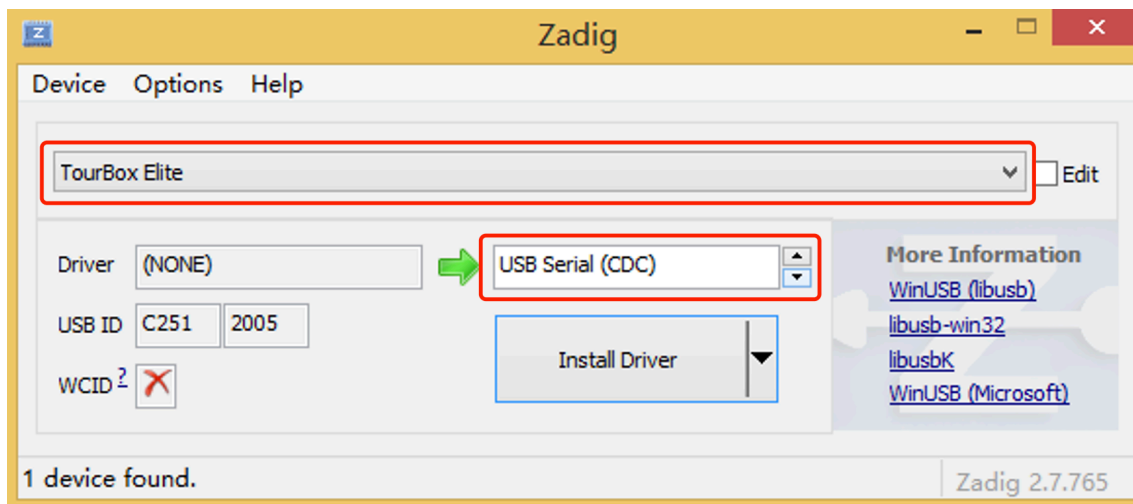 Zadig
Device Options Help
TourBox Elite
Edit
Driver (NONE) USB Serial (CDC)
USB ID C251 2005
WCID ?
Install Driver
More Information
WinUSB (libusb)
libusb-win32
libusbK
WinUSB (Microsoft)
1 device found.
Zadig 2.7.765